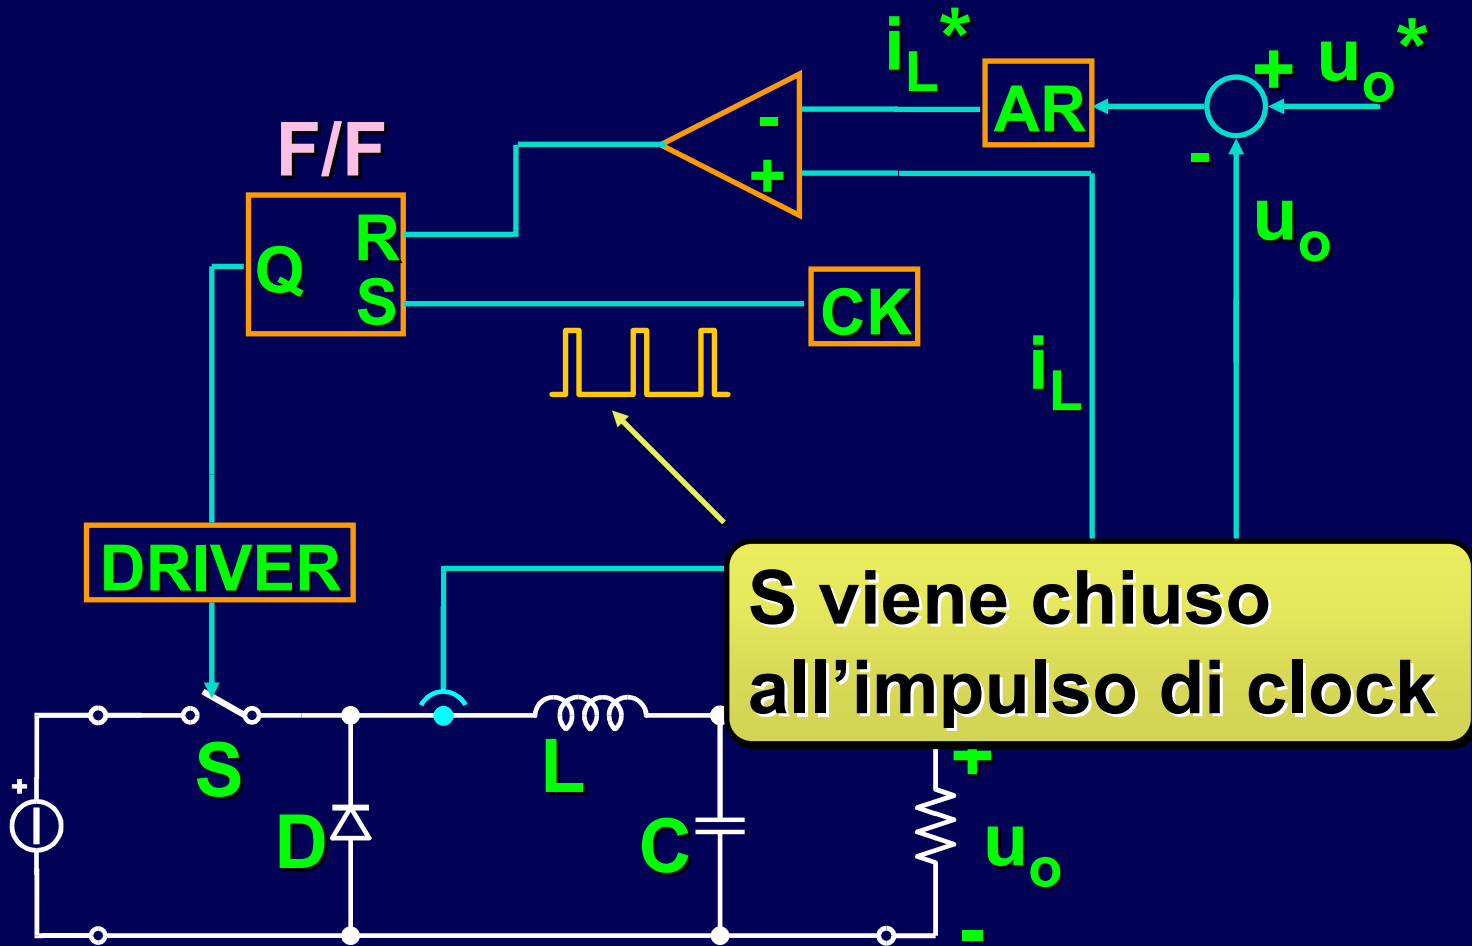 iL*
+ uo*
AR
-
-
+
F/F
uo
R
Q
S
CK
iL
DRIVER
S viene chiuso
all’impulso di clock
S
L
+
+
D
C
uo
-